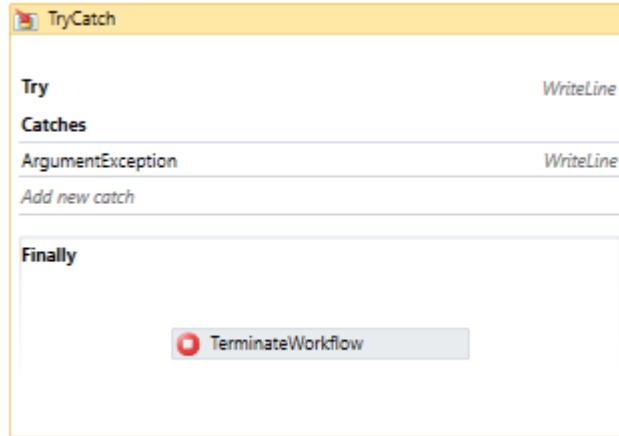 TryCatch
Try WriteLine
Catches
ArgumentException WriteLine
Add new catch
Finally
TerminateWorkflow